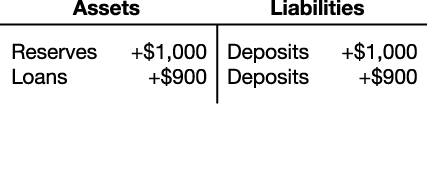 Assets Liabilities
Reserves +$1,000 Deposits +$1,000
Loans +$900 Deposits +$900